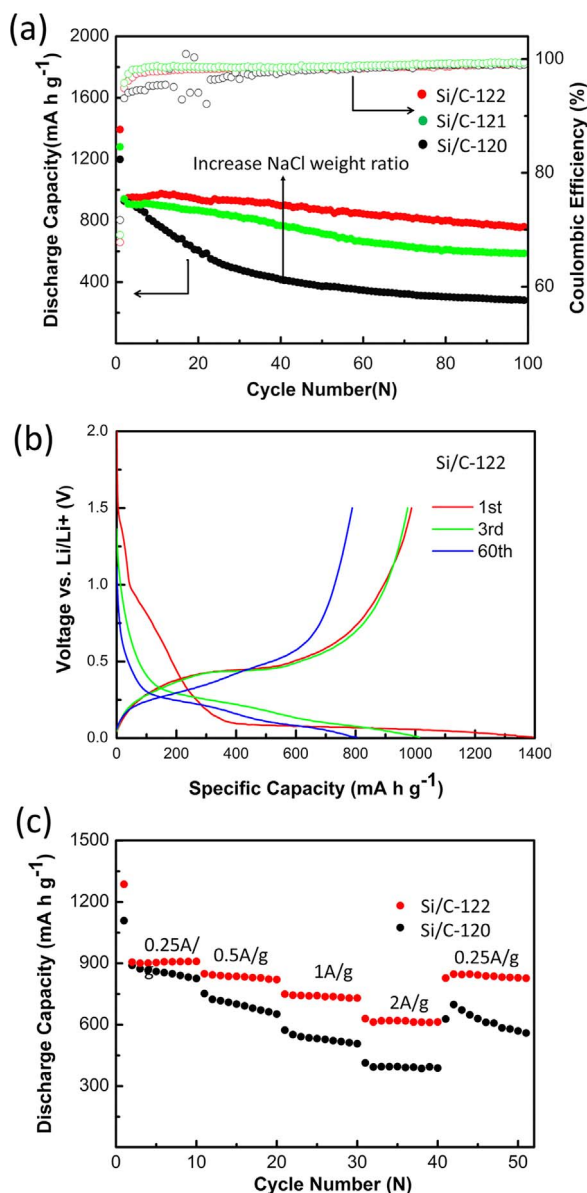 (a)
2000
1800
1600
1200
800
400
100
80
60
Discharge Capacity(mA h g-1)
Coulombic Efficiency (%)
Si/C-122
Si/C-121
Si/C-120
Increase NaCl weight ratio
0 20 40 60 80 100
Cycle Number(N)
(b)
2.0
1.5
1.0
0.5
0.0
Voltage vs. Li/Li+ (V)
Si/C-122
1st
3rd
60th
0 200 400 600 800 1000 1200 1400
Specific Capacity (mA h g-1)
(c)
1500
1200
900
600
300
Discharge Capacity (mA h g-1)
Si/C-122
Si/C-120
0.25A/
g
0.5A/g
1A/g
2A/g
0.25A/g
0 10 20 30 40 50
Cycle Number (N)